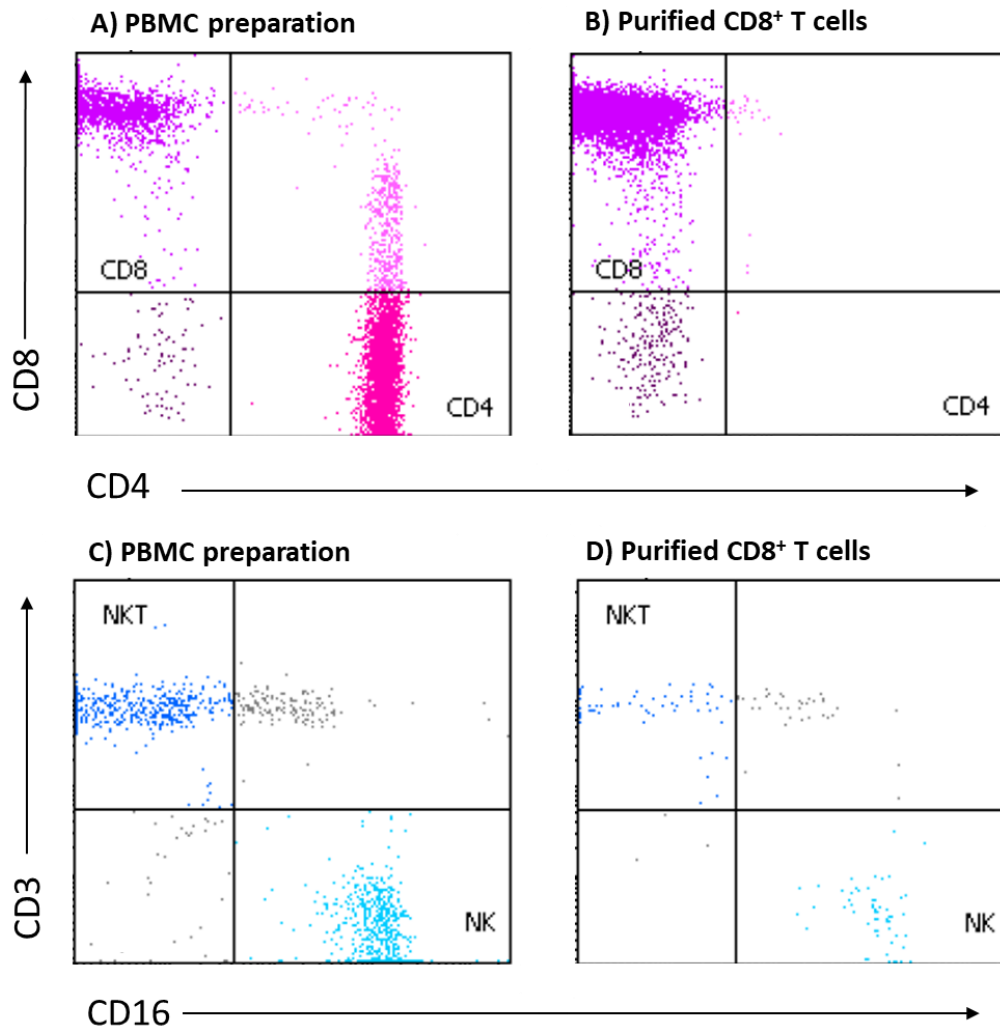 A) PBMC preparation
B) Purified CD8⁺ T cells
CD8
CD8
CD4
CD8
CD4
CD4
C) PBMC preparation
D) Purified CD8⁺ T cells
NKT
NKT
CD3
NK
NK
CD16